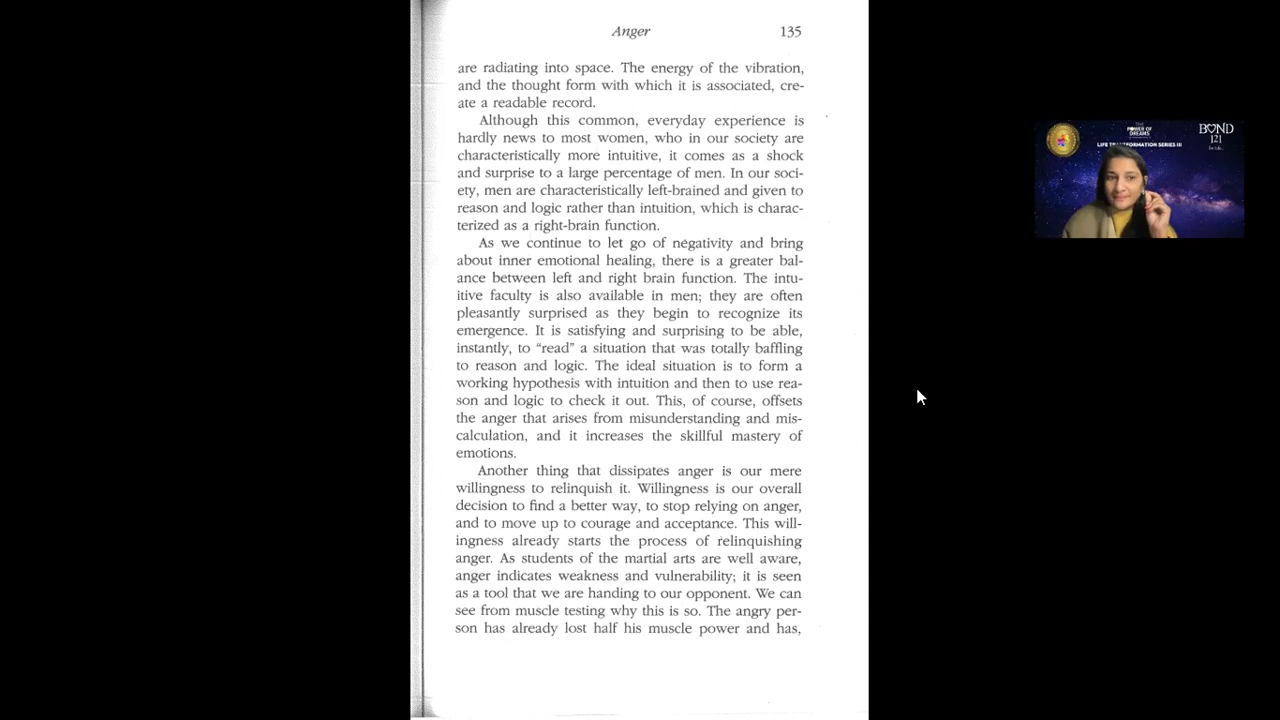 Anger 135
are radiating into space. The energy of the vibration,
and the thought form with which it is associated, cre-
ate a readable record.
Although this common, everyday experience is
hardly news to most women, who in our society are
characteristically more intuitive, it comes as a shock
and surprise to a large percentage of men. In our soci-
ety, men are characteristically left-brained and given to
reason and logic rather than intuition, which is charac-
terized as a right-brain function.
As we continue to let go of negativity and bring
about inner emotional healing, there is a greater bal-
ance between left and right brain function. The intu-
itive faculty is also available in men; they are often
pleasantly surprised as they begin to recognize its
emergence. It is satisfying and surprising to be able,
instantly, to “read” a situation that was totally baffling
to reason and logic. The ideal situation is to form a
working hypothesis with intuition and then to use rea-
son and logic to check it out. This, of course, offsets
the anger that arises from misunderstanding and mis-
calculation, and it increases the skillful mastery of
emotions.
Another thing that dissipates anger is our mere
willingness to relinquish it. Willingness is our overall
decision to find a better way, to stop relying on anger,
and to move up to courage and acceptance. This will-
ingness already starts the process of relinquishing
anger. As students of the martial arts are well aware,
anger indicates weakness and vulnerability; it is seen
as a tool that we are handing to our opponent. We can
see from muscle testing why this is so. The angry per-
son has already lost half his muscle power and has,
THE
POWER OF
DREAMS
LIFE TRANSFORMATION SERIES III
BOND
121